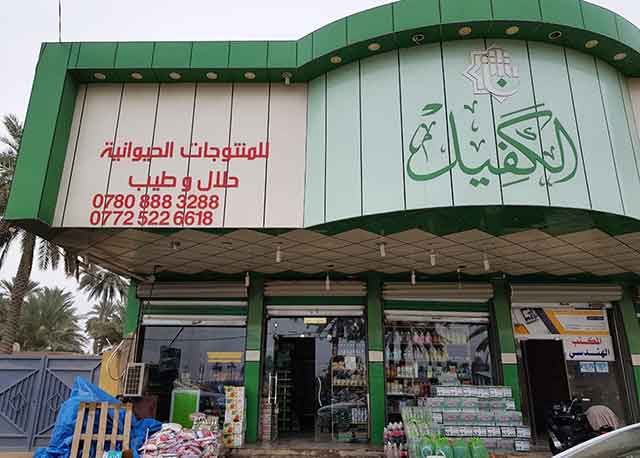 الكفيل
للمنتوجات الحيوانية
حلال و طيب
0780 888 3288
0772 522 6618
المكتب
الهندسي